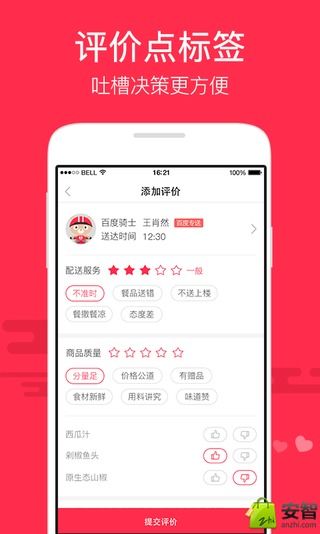 评价点标签
吐槽决策更方便
BELL 16:21 100%
添加评价
百度骑士 王肖然 百度专送
送达时间 12:30
配送服务 一般
不准时 餐品送错 不送上楼
餐撒餐凉 态度差
商品质量
分量足 价格公道 有赠品
食材新鲜 用料讲究 味道赞
西瓜汁
剁椒鱼头
原生态山椒
提交评价
zhi
安智
anzhi.com